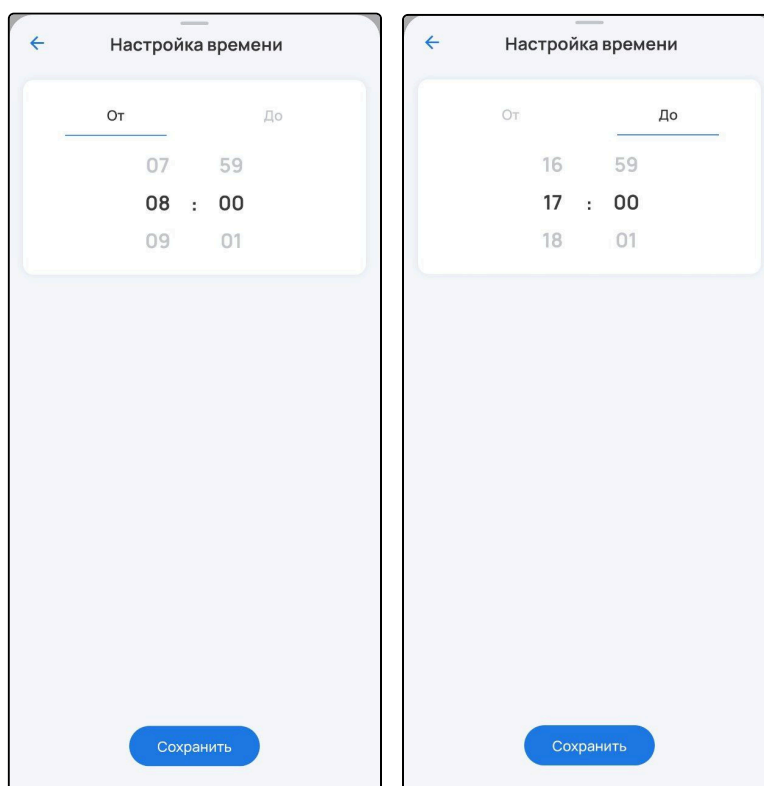 Настройка времени
От До
07 59
08 : 00
09 01
Сохранить
Настройка времени
От До
16 59
17 : 00
18 01
Сохранить